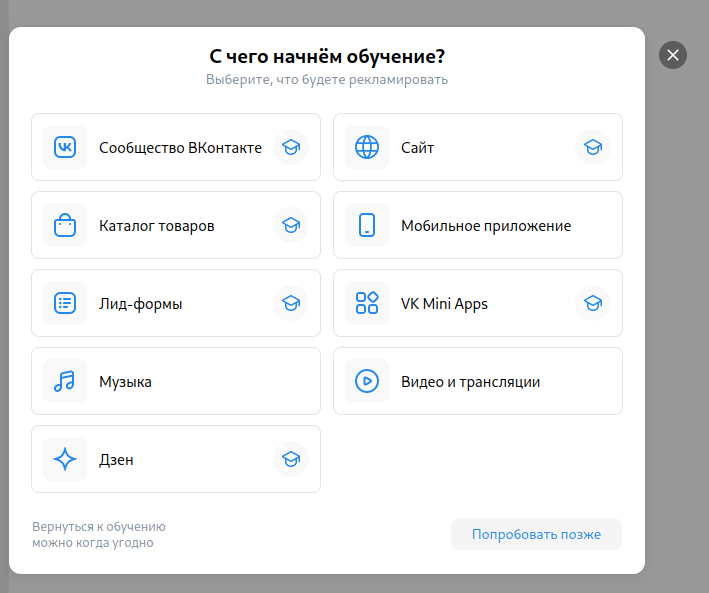 С чего начнём обучение?
Выберите, что будете рекламировать
Сообщество ВКонтакте
Сайт
Каталог товаров
Мобильное приложение
Лид-формы
VK Mini Apps
Музыка
Видео и трансляции
Дзен
Вернуться к обучению
можно когда угодно
Попробовать позже